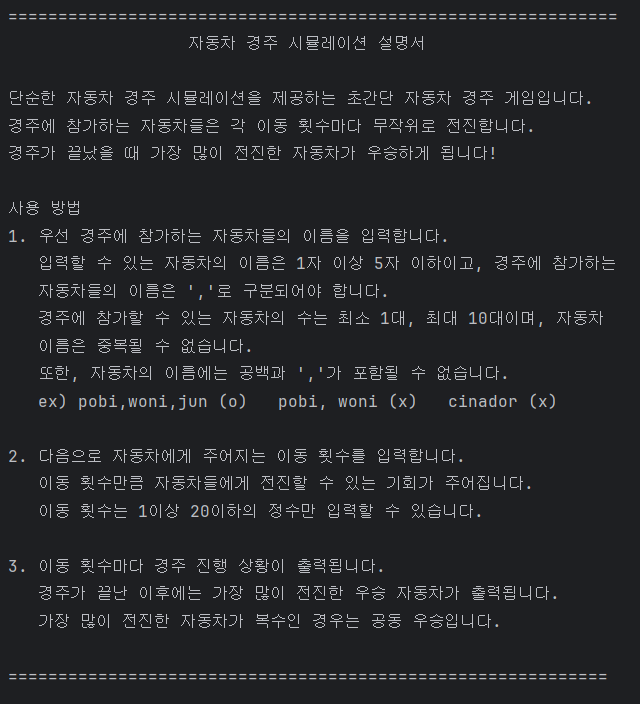 =============================================================
자동차 경주 시뮬레이션 설명서
단순한 자동차 경주 시뮬레이션을 제공하는 초간단 자동차 경주 게임입니다.
경주에 참가하는 자동차들은 각 이동 횟수마다 무작위로 전진합니다.
경주가 끝났을 때 가장 많이 전진한 자동차가 우승하게 됩니다!
사용 방법
1. 우선 경주에 참가하는 자동차들의 이름을 입력합니다.
입력할 수 있는 자동차의 이름은 1자 이상 5자 이하이고, 경주에 참가하는
자동차들의 이름은 ','로 구분되어야 합니다.
경주에 참가할 수 있는 자동차의 수는 최소 1대, 최대 10대이며, 자동차
이름은 중복될 수 없습니다.
또한, 자동차의 이름에는 공백과 ','가 포함될 수 없습니다.
ex) pobi,woni,jun (o)   pobi, woni (x)   cinador (x)
2. 다음으로 자동차에게 주어지는 이동 횟수를 입력합니다.
이동 횟수만큼 자동차들에게 전진할 수 있는 기회가 주어집니다.
이동 횟수는 1이상 20이하의 정수만 입력할 수 있습니다.
3. 이동 횟수마다 경주 진행 상황이 출력됩니다.
경주가 끝난 이후에는 가장 많이 전진한 우승 자동차가 출력됩니다.
가장 많이 전진한 자동차가 복수인 경우는 공동 우승입니다.
============================================================